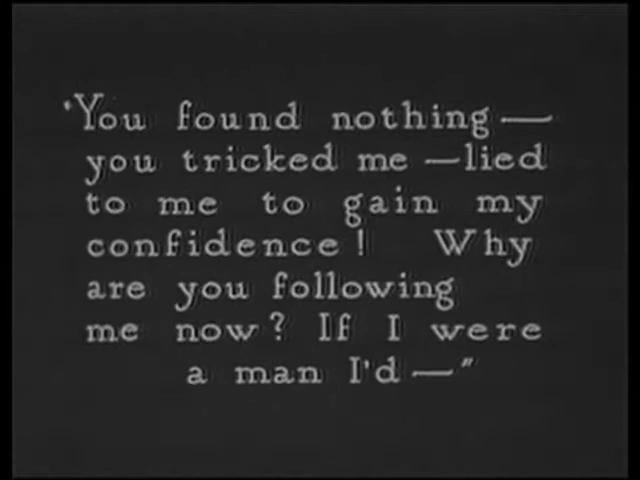 "You found nothing —
you tricked me — lied
to me to gain my
confidence! Why
are you following
me now? If I were
a man I'd — "